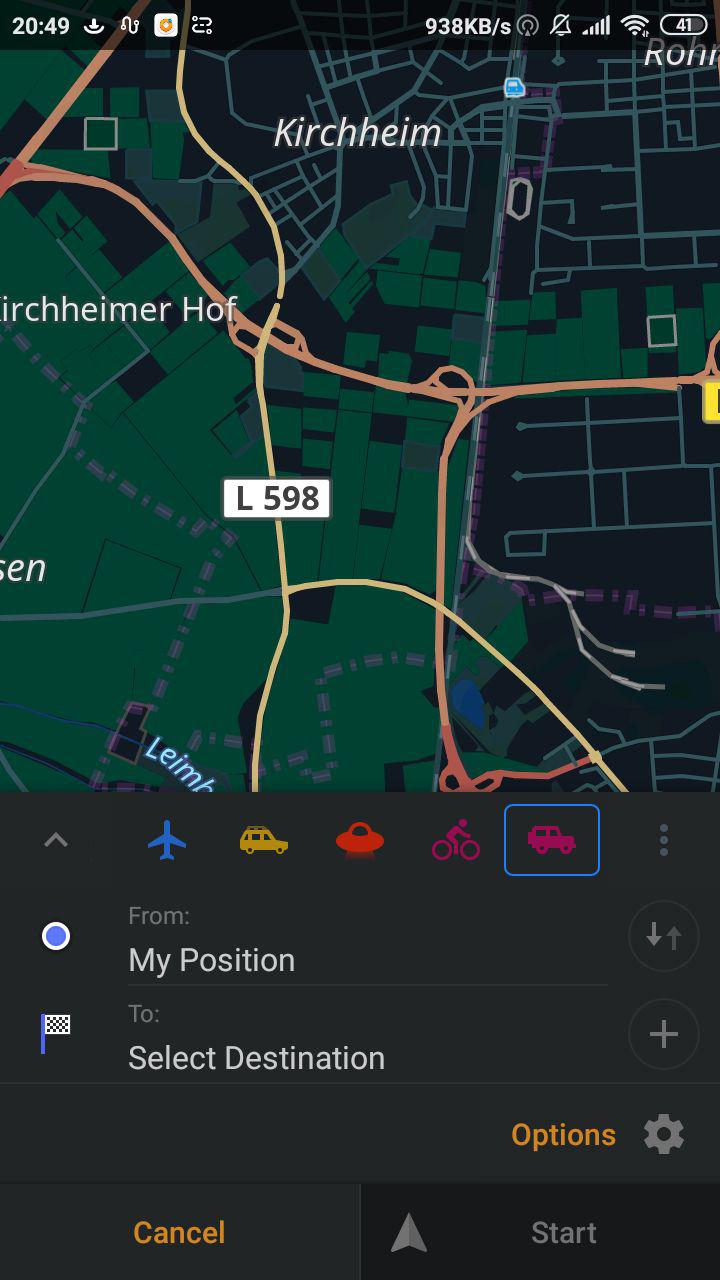 20:49 938KB/s 41
Rohr
Kirchheim
irchheimer Hof
L 598
sen
Leimb
From:
My Position
To:
Select Destination
Options
Cancel
Start